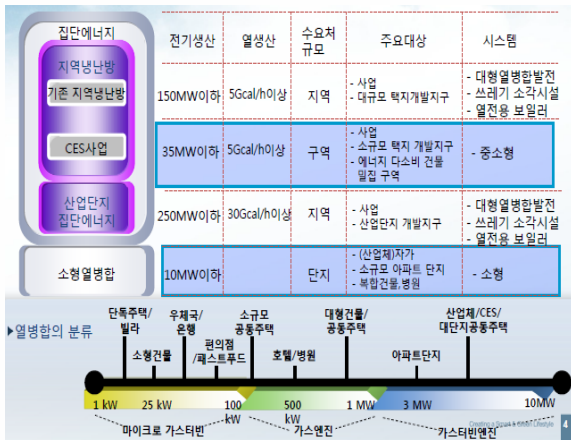 집단에너지
전기생산
열생산
수요처
규모
주요대상
시스템
지역냉난방
기존 지역냉난방
150MW이하
5Gcal/h이상
지역
- 사업
- 대규모 택지개발지구
- 대형열병합발전
- 쓰레기 소각시설
- 열전용 보일러
CES사업
35MW이하
5Gcal/h이상
구역
- 사업
- 소규모 택지 개발지구
- 에너지 다소비 건물
밀집 구역
- 중소형
산업단지
집단에너지
250MW이하
30Gcal/h이상
지역
- 사업
- 산업단지 개발지구
- 대형열병합발전
- 쓰레기 소각시설
- 열전용 보일러
소형열병합
10MW이하
단지
- (산업체)자가
- 소규모 아파트 단지
- 복합건물,병원
- 소형
▶열병합의 분류
단독주택/
빌라
우체국/
은행
소규모
공동주택
대형건물/
공동주택
산업체/CES/
대단지공동주택
소형건물
편의점
/패스트푸드
호텔/병원
아파트단지
1 kW
25 kW
100
kW
500
kW
1 MW
3 MW
10MW
마이크로 가스터빈
가스엔진
가스터빈엔진
Creating a Smart & Green Lifestyle
4